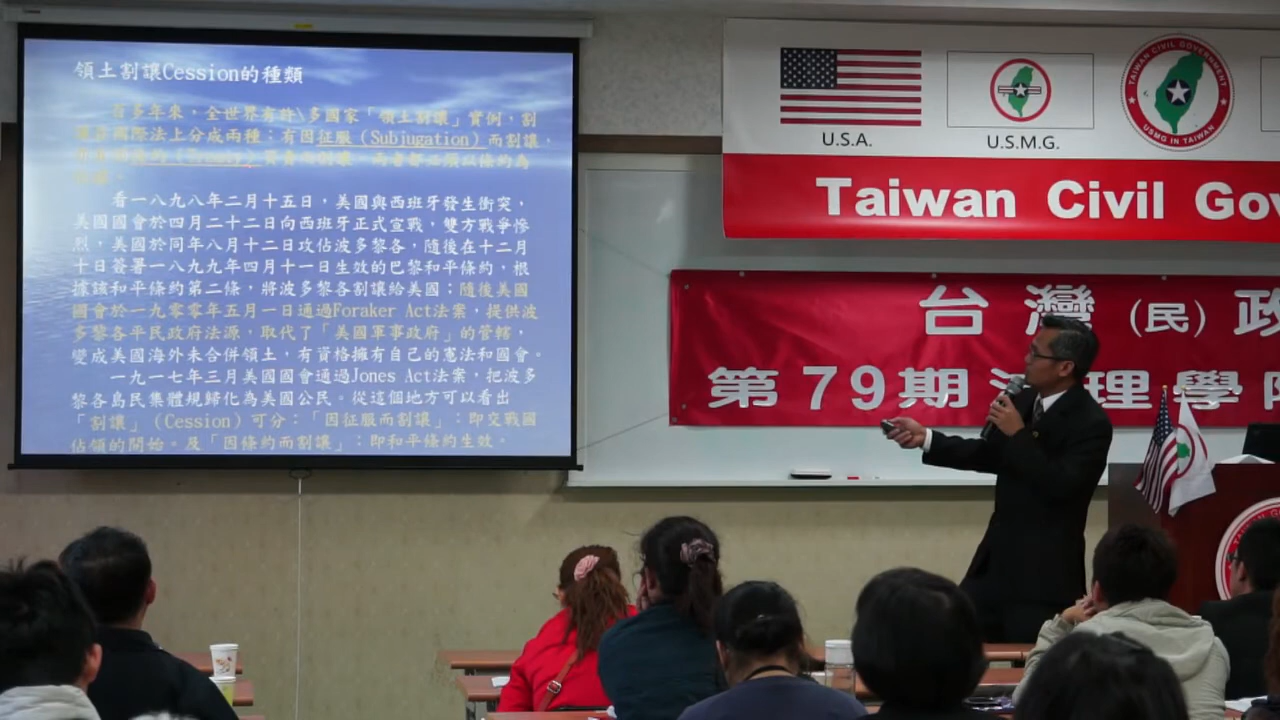 領土割讓Cession的種類
百多年來，全世界有許\多國家「領土割讓」實例，割
讓在國際法上分成兩種：有因征服（Subjugation）而割讓，
看一八九八年二月十五日，美國與西班牙發生衝突，
美國國會於四月二十二日向西班牙正式宣戰，雙方戰爭慘
烈，美國於同年八月十二日攻佔波多黎各，隨後在十二月
十日簽署一八九九年四月十一日生效的巴黎和平條約，根
據該和平條約第二條，將波多黎各割讓給美國；隨後美國
國會於一九零零年五月一日通過Forater Act法案，提供波
多黎各平民政府法源，取代了「美國軍事政府」的管轄，
變成美國海外未合併領土，有資格擁有自己的憲法和國會。
一九一七年三月美國國會通過Jones Act法案，把波多
黎各島民集體規歸化為美國公民。從這個地方可以看出
「割讓」（Cession）可分：「因征服而割讓」：即交戰國
佔領的開始。及「因條約而割讓」：即和平條約生效。
U.S.A.
U.S.M.G.
TAIWAN CIVIL GOVERNMENT
USMG IN TAIWAN
Taiwan Civil Gov
台灣(民)政
第79期法理學院